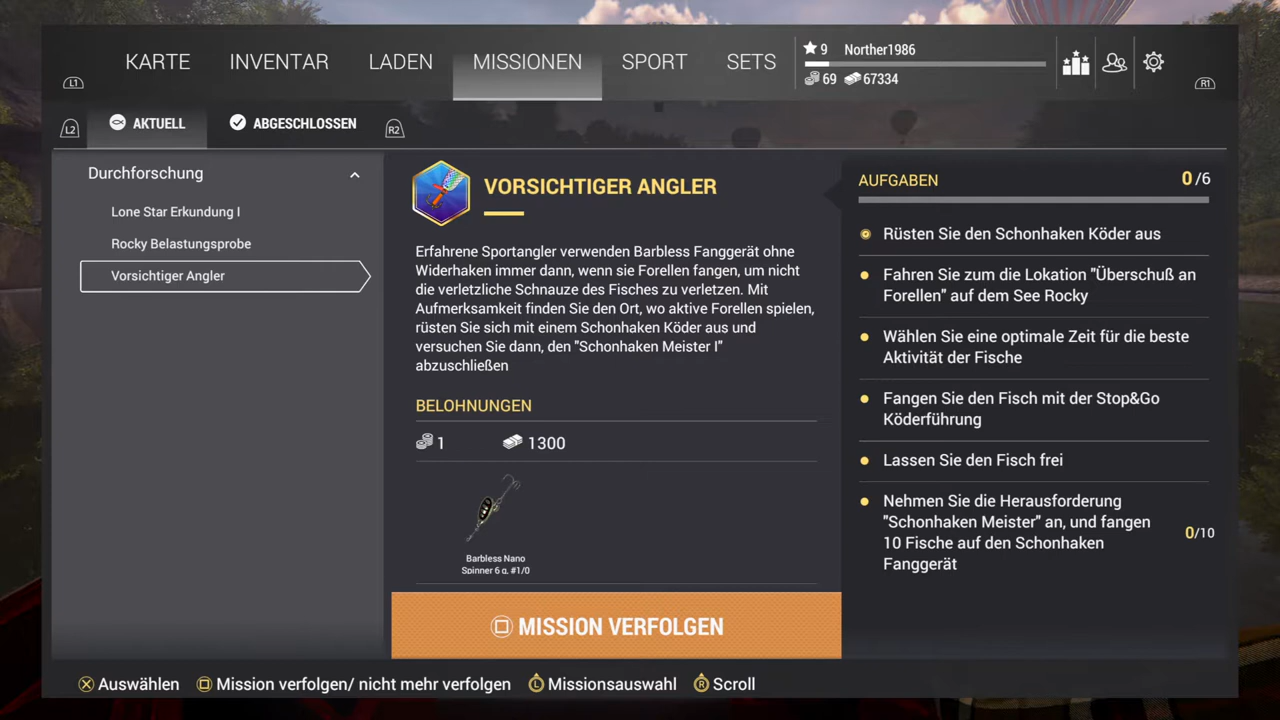 KARTE INVENTAR LADEN MISSIONEN SPORT SETS
9 Norther1986
69 67334
L1 R1
L2 AKTUELL ABGESCHLOSSEN R2
Durchforschung
Lone Star Erkundung I
Rocky Belastungsprobe
Vorsichtiger Angler
VORSICHTIGER ANGLER
Erfahrene Sportangler verwenden Barbless Fanggerät ohne
Widerhaken immer dann, wenn sie Forellen fangen, um nicht
die verletzliche Schnauze des Fisches zu verletzen. Mit
Aufmerksamkeit finden Sie den Ort, wo aktive Forellen spielen,
rüsten Sie sich mit einem Schonhaken Köder aus und
versuchen Sie dann, den "Schonhaken Meister I"
abzuschließen
BELOHNUNGEN
1 1300
Barbless Nano
Spinner 6 g, #1/0
MISSION VERFOLGEN
AUFGABEN 0/6
Rüsten Sie den Schonhaken Köder aus
Fahren Sie zum die Lokation "Überschuß an
Forellen" auf dem See Rocky
Wählen Sie eine optimale Zeit für die beste
Aktivität der Fische
Fangen Sie den Fisch mit der Stop&Go
Köderführung
Lassen Sie den Fisch frei
Nehmen Sie die Herausforderung
"Schonhaken Meister" an, und fangen
10 Fische auf den Schonhaken
Fanggerät
0/10
Auswählen Mission verfolgen/ nicht mehr verfolgen L Missionsauswahl R Scroll